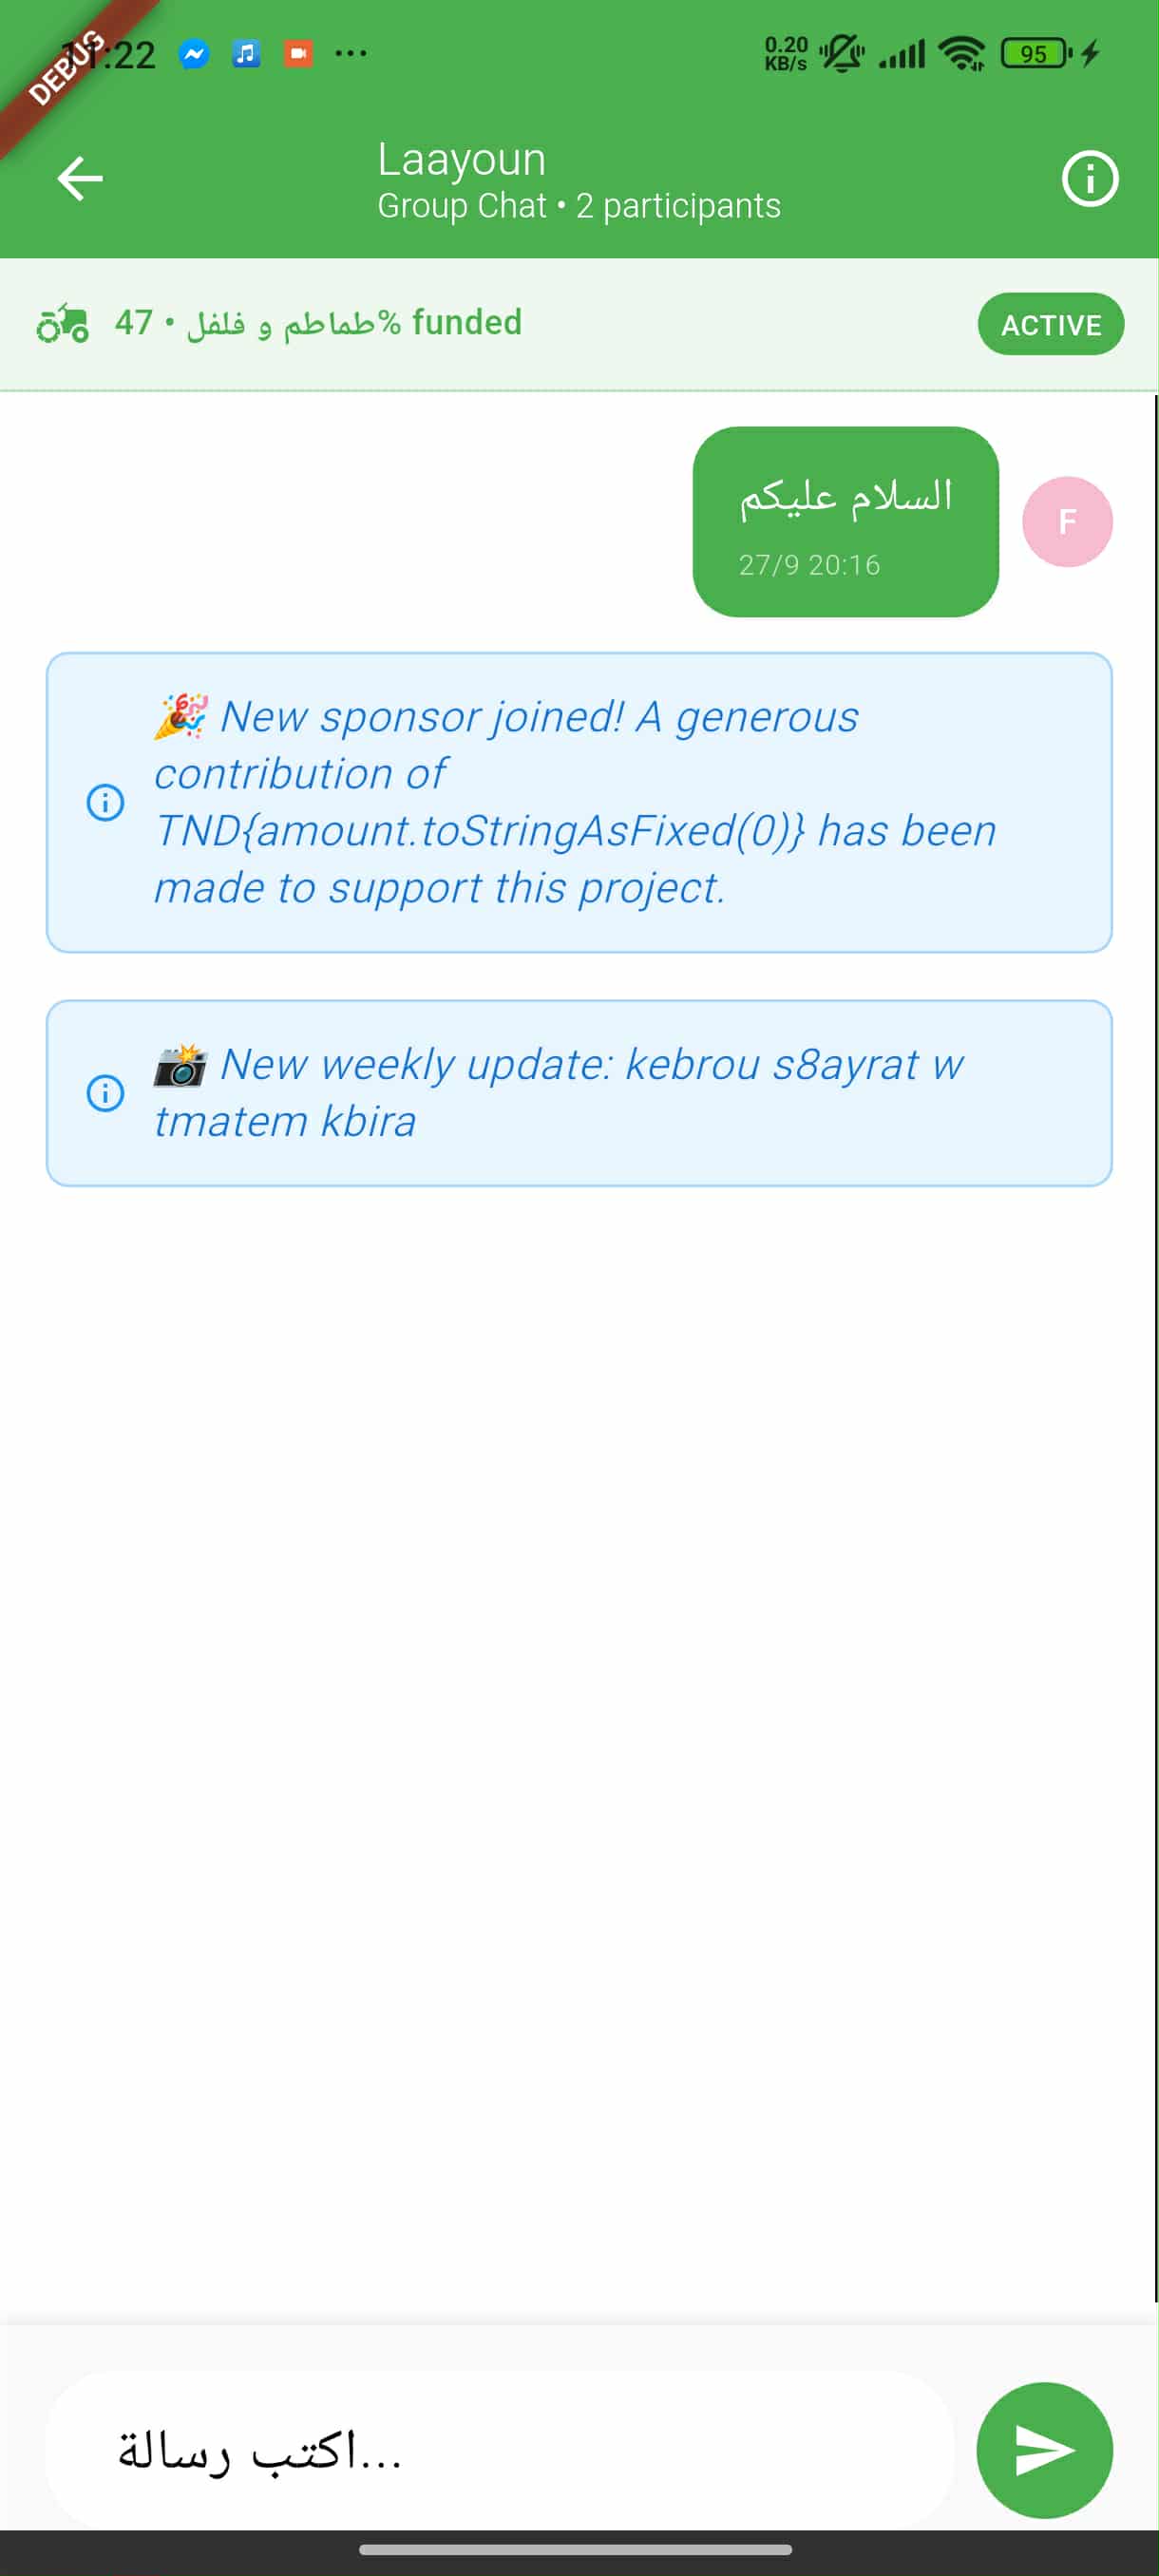 DEBUG
11:22
0.20
KB/s
95
Laayoun
Group Chat • 2 participants
طماطم و فلفل • 47% funded
ACTIVE
السلام عليكم
27/9 20:16
F
🎉 New sponsor joined! A generous
contribution of
TND{amount.toStringAsFixed(0)} has been
made to support this project.
📸 New weekly update: kebrou s8ayrat w
tmatem kbira
اكتب رسالة...